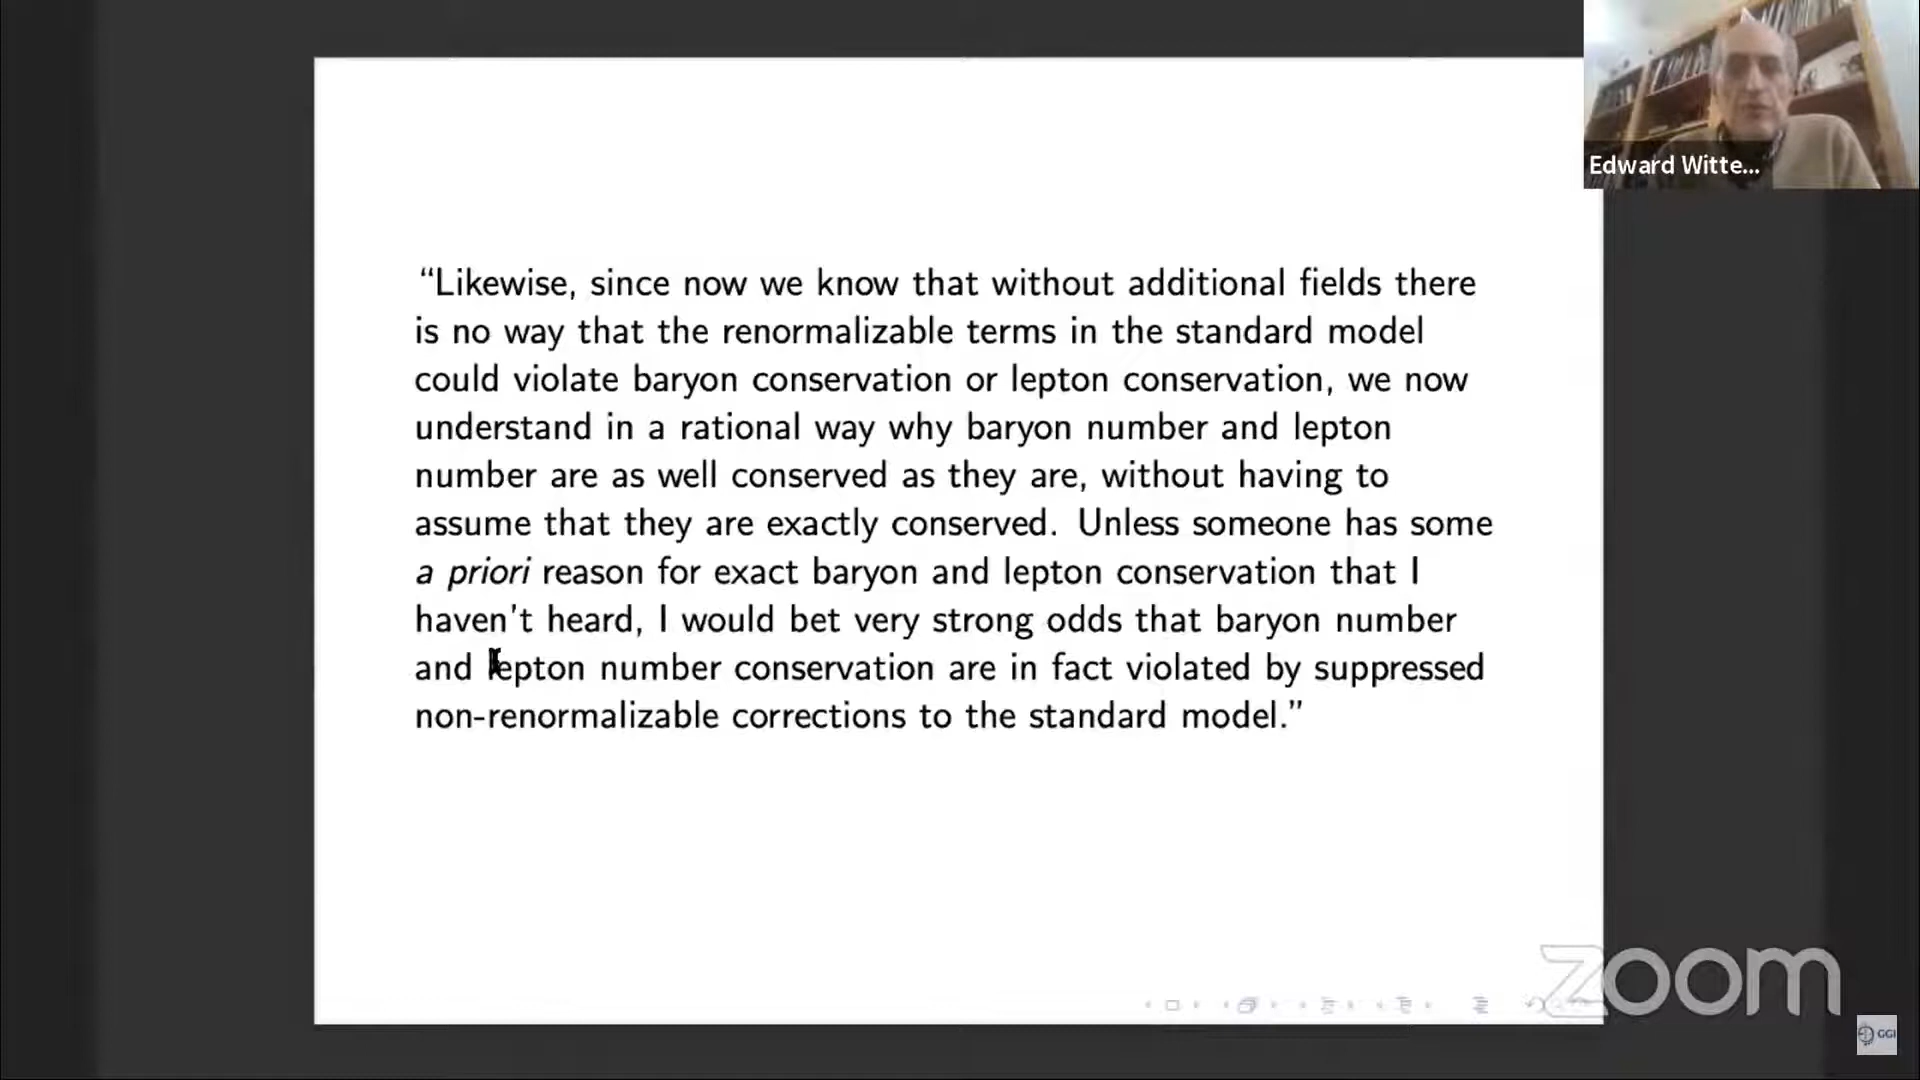 Edward Witte...
“Likewise, since now we know that without additional fields there
is no way that the renormalizable terms in the standard model
could violate baryon conservation or lepton conservation, we now
understand in a rational way why baryon number and lepton
number are as well conserved as they are, without having to
assume that they are exactly conserved. Unless someone has some
a priori reason for exact baryon and lepton conservation that I
haven’t heard, I would bet very strong odds that baryon number
and lepton number conservation are in fact violated by suppressed
non-renormalizable corrections to the standard model.”
zoom
GGI